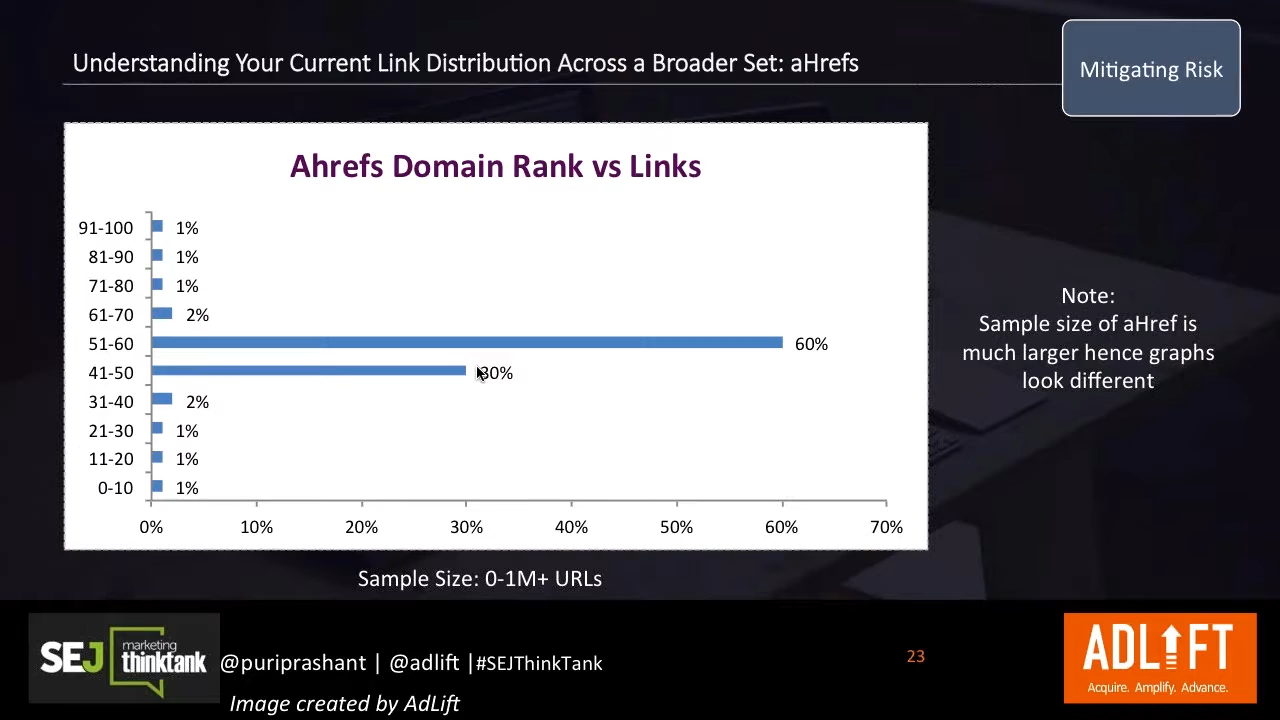 Understanding Your Current Link Distribution Across a Broader Set: aHrefs
Mitigating Risk
Ahrefs Domain Rank vs Links
91-100 1%
81-90 1%
71-80 1%
61-70 2%
51-60 60%
41-50 30%
31-40 2%
21-30 1%
11-20 1%
0-10 1%
0% 10% 20% 30% 40% 50% 60% 70%
Note:
Sample size of aHref is
much larger hence graphs
look different
Sample Size: 0-1M+ URLs
SEJ marketing
thinktank
@puriprashant | @adlift |#SEJThinkTank
Image created by AdLift
23
ADLIFT
Acquire. Amplify. Advance.